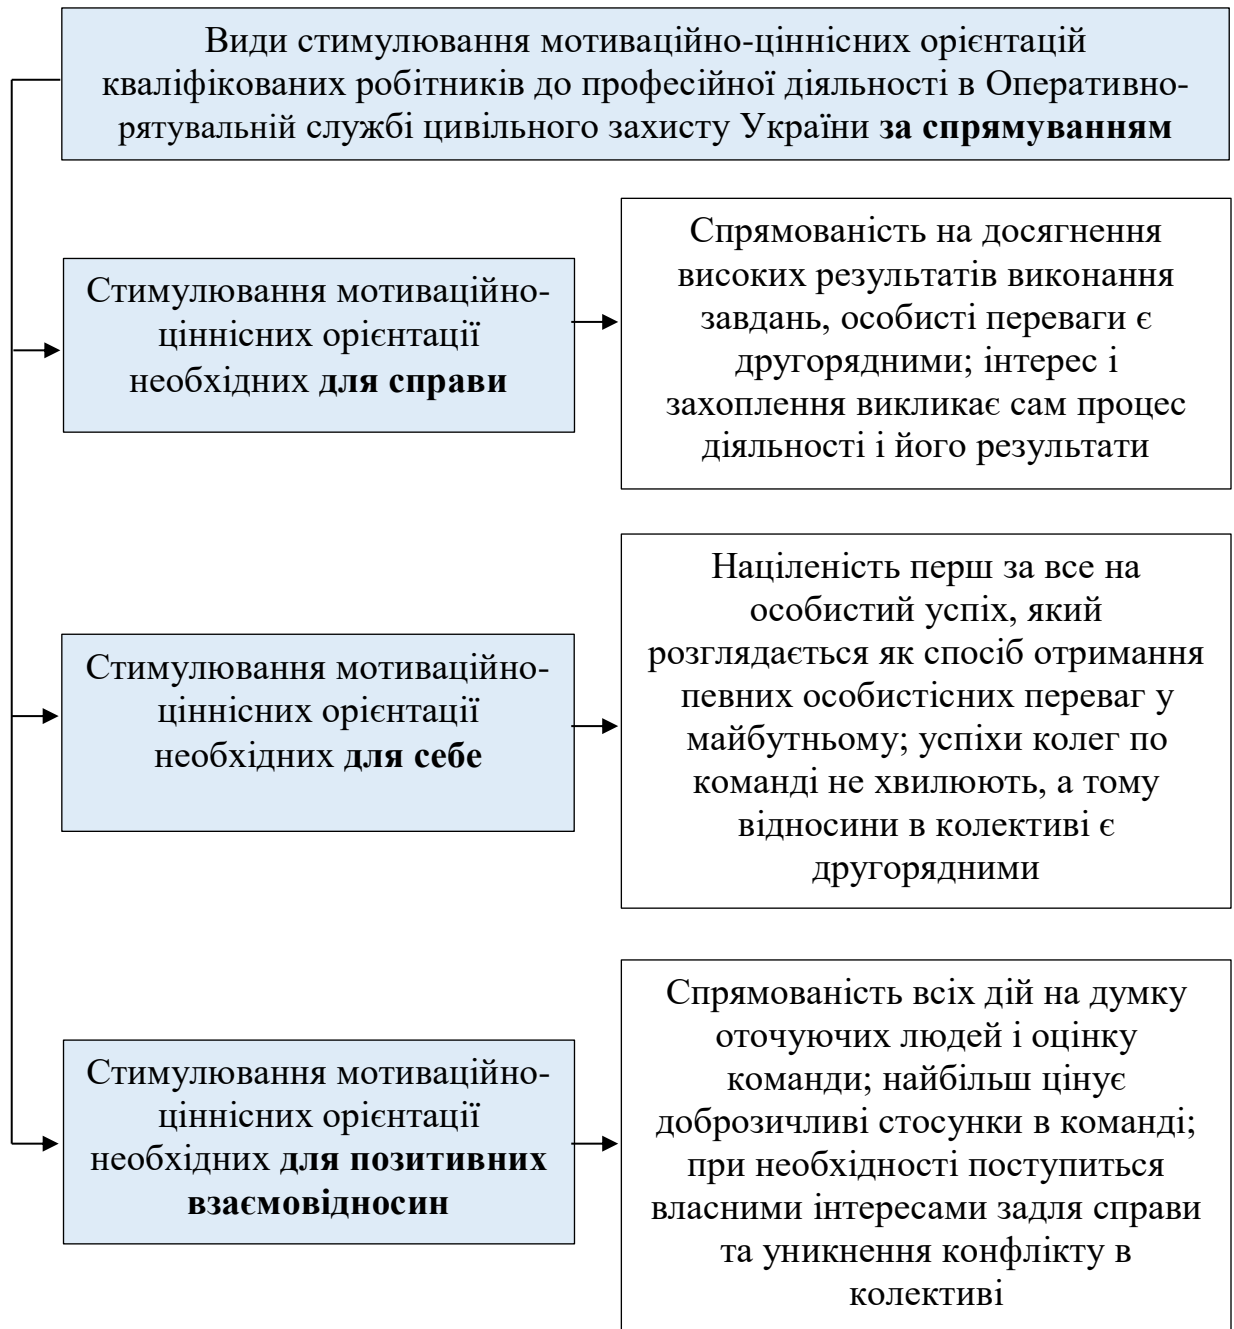 Види стимулювання мотиваційно-ціннісних орієнтацій
кваліфікованих робітників до професійної діяльності в Оперативно-
рятувальній службі цивільного захисту України за спрямуванням
Стимулювання мотиваційно-
ціннісних орієнтації
необхідних для справи
Спрямованість на досягнення
високих результатів виконання
завдань, особисті переваги є
другорядними; інтерес і
захоплення викликає сам процес
діяльності і його результати
Стимулювання мотиваційно-
ціннісних орієнтації
необхідних для себе
Націленість перш за все на
особистий успіх, який
розглядається як спосіб отримання
певних особистісних переваг у
майбутньому; успіхи колег по
команді не хвилюють, а тому
відносини в колективі є
другорядними
Стимулювання мотиваційно-
ціннісних орієнтації
необхідних для позитивних
взаємовідносин
Спрямованість всіх дій на думку
оточуючих людей і оцінку
команди; найбільш цінує
доброзичливі стосунки в команді;
при необхідності поступиться
власними інтересами задля справи
та уникнення конфлікту в
колективі